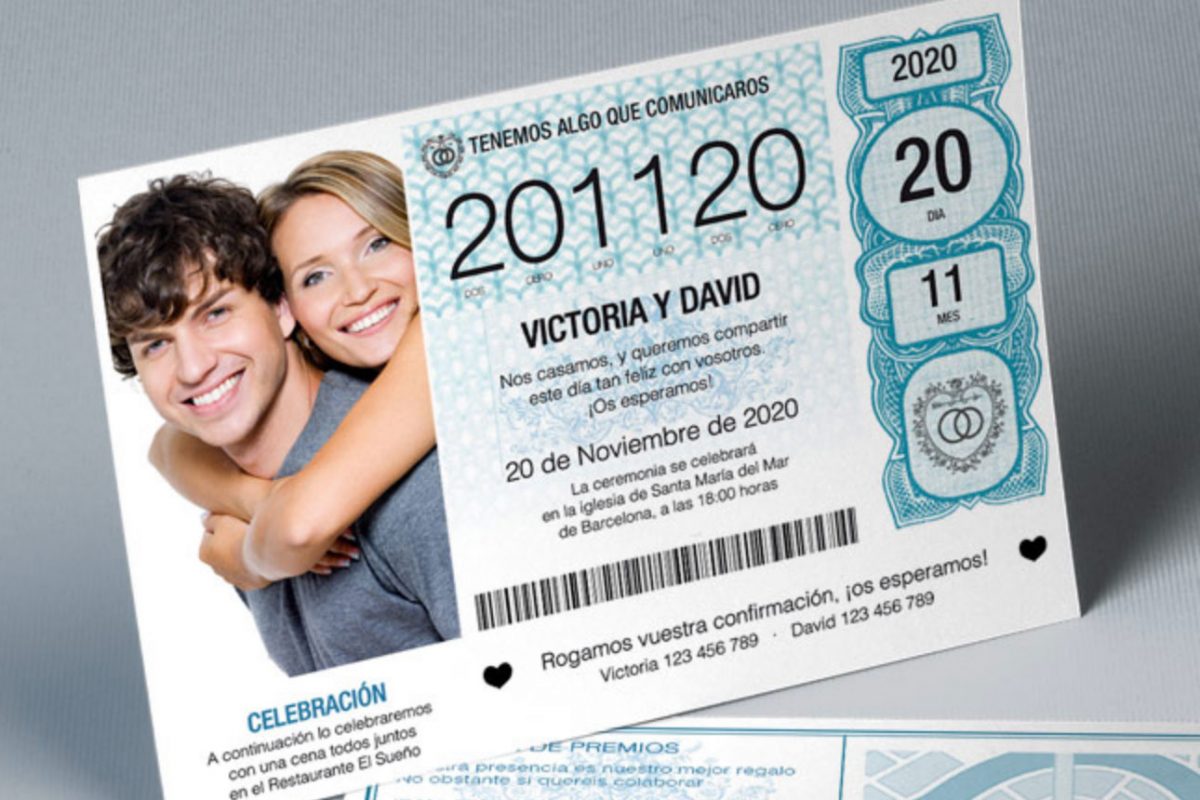 TENEMOS ALGO QUE COMUNICAROS
201120
DOS CERO UNO UNO DOS CERO
VICTORIA Y DAVID
Nos casamos, y queremos compartir
este día tan feliz con vosotros.
¡Os esperamos!
20 de Noviembre de 2020
La ceremonia se celebrará
en la iglesia de Santa María del Mar
de Barcelona, a las 18:00 horas
2020
20
DIA
11
MES
Rogamos vuestra confirmación, ¡os esperamos!
Victoria 123 456 789 · David 123 456 789
CELEBRACIÓN
A continuación lo celebraremos
con una cena todos juntos
en el Restaurante El Sueño
DE PREMIOS
presencia es nuestro mejor regalo
No obstante si queréis colaborar